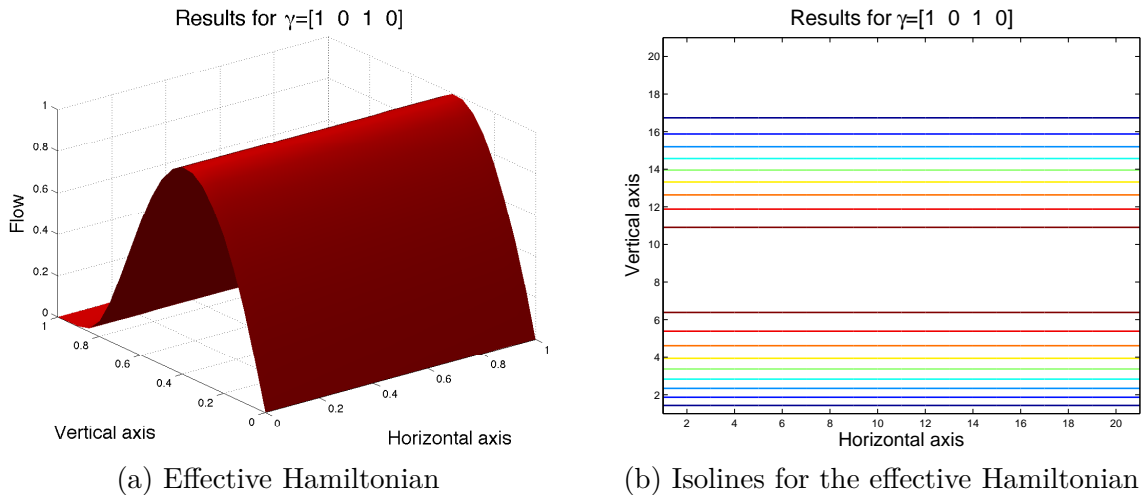 Results for γ=[1 0 1 0]
Flow
1
0.8
0.6
0.4
0.2
0
1
0.8
0.6
0.4
0.2
0
0
0.2
0.4
0.6
0.8
1
Vertical axis
Horizontal axis
(a) Effective Hamiltonian
Results for γ=[1 0 1 0]
Vertical axis
20
18
16
14
12
10
8
6
4
2
2 4 6 8 10 12 14 16 18 20
Horizontal axis
(b) Isolines for the effective Hamiltonian